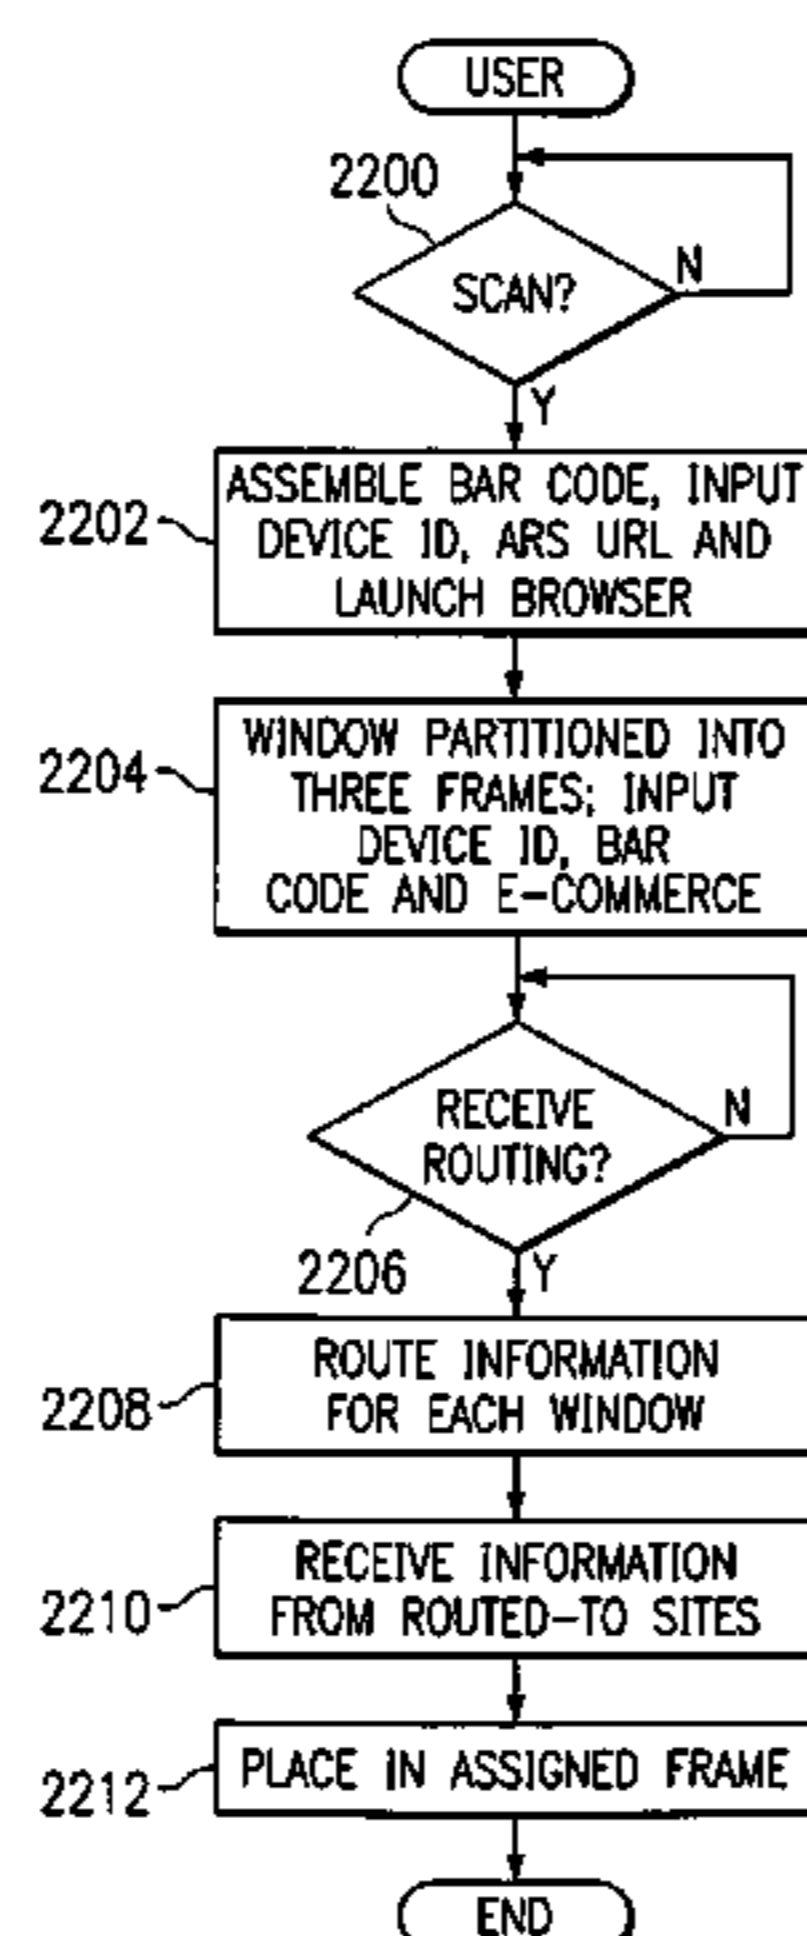 USER
2200
SCAN?
N
Y
2202
ASSEMBLE BAR CODE, INPUT
DEVICE ID, ARS URL AND
LAUNCH BROWSER
2204
WINDOW PARTITIONED INTO
THREE FRAMES; INPUT
DEVICE ID, BAR
CODE AND E-COMMERCE
RECEIVE
ROUTING?
N
2206
Y
2208
ROUTE INFORMATION
FOR EACH WINDOW
2210
RECEIVE INFORMATION
FROM ROUTED-TO SITES
2212
PLACE IN ASSIGNED FRAME
END